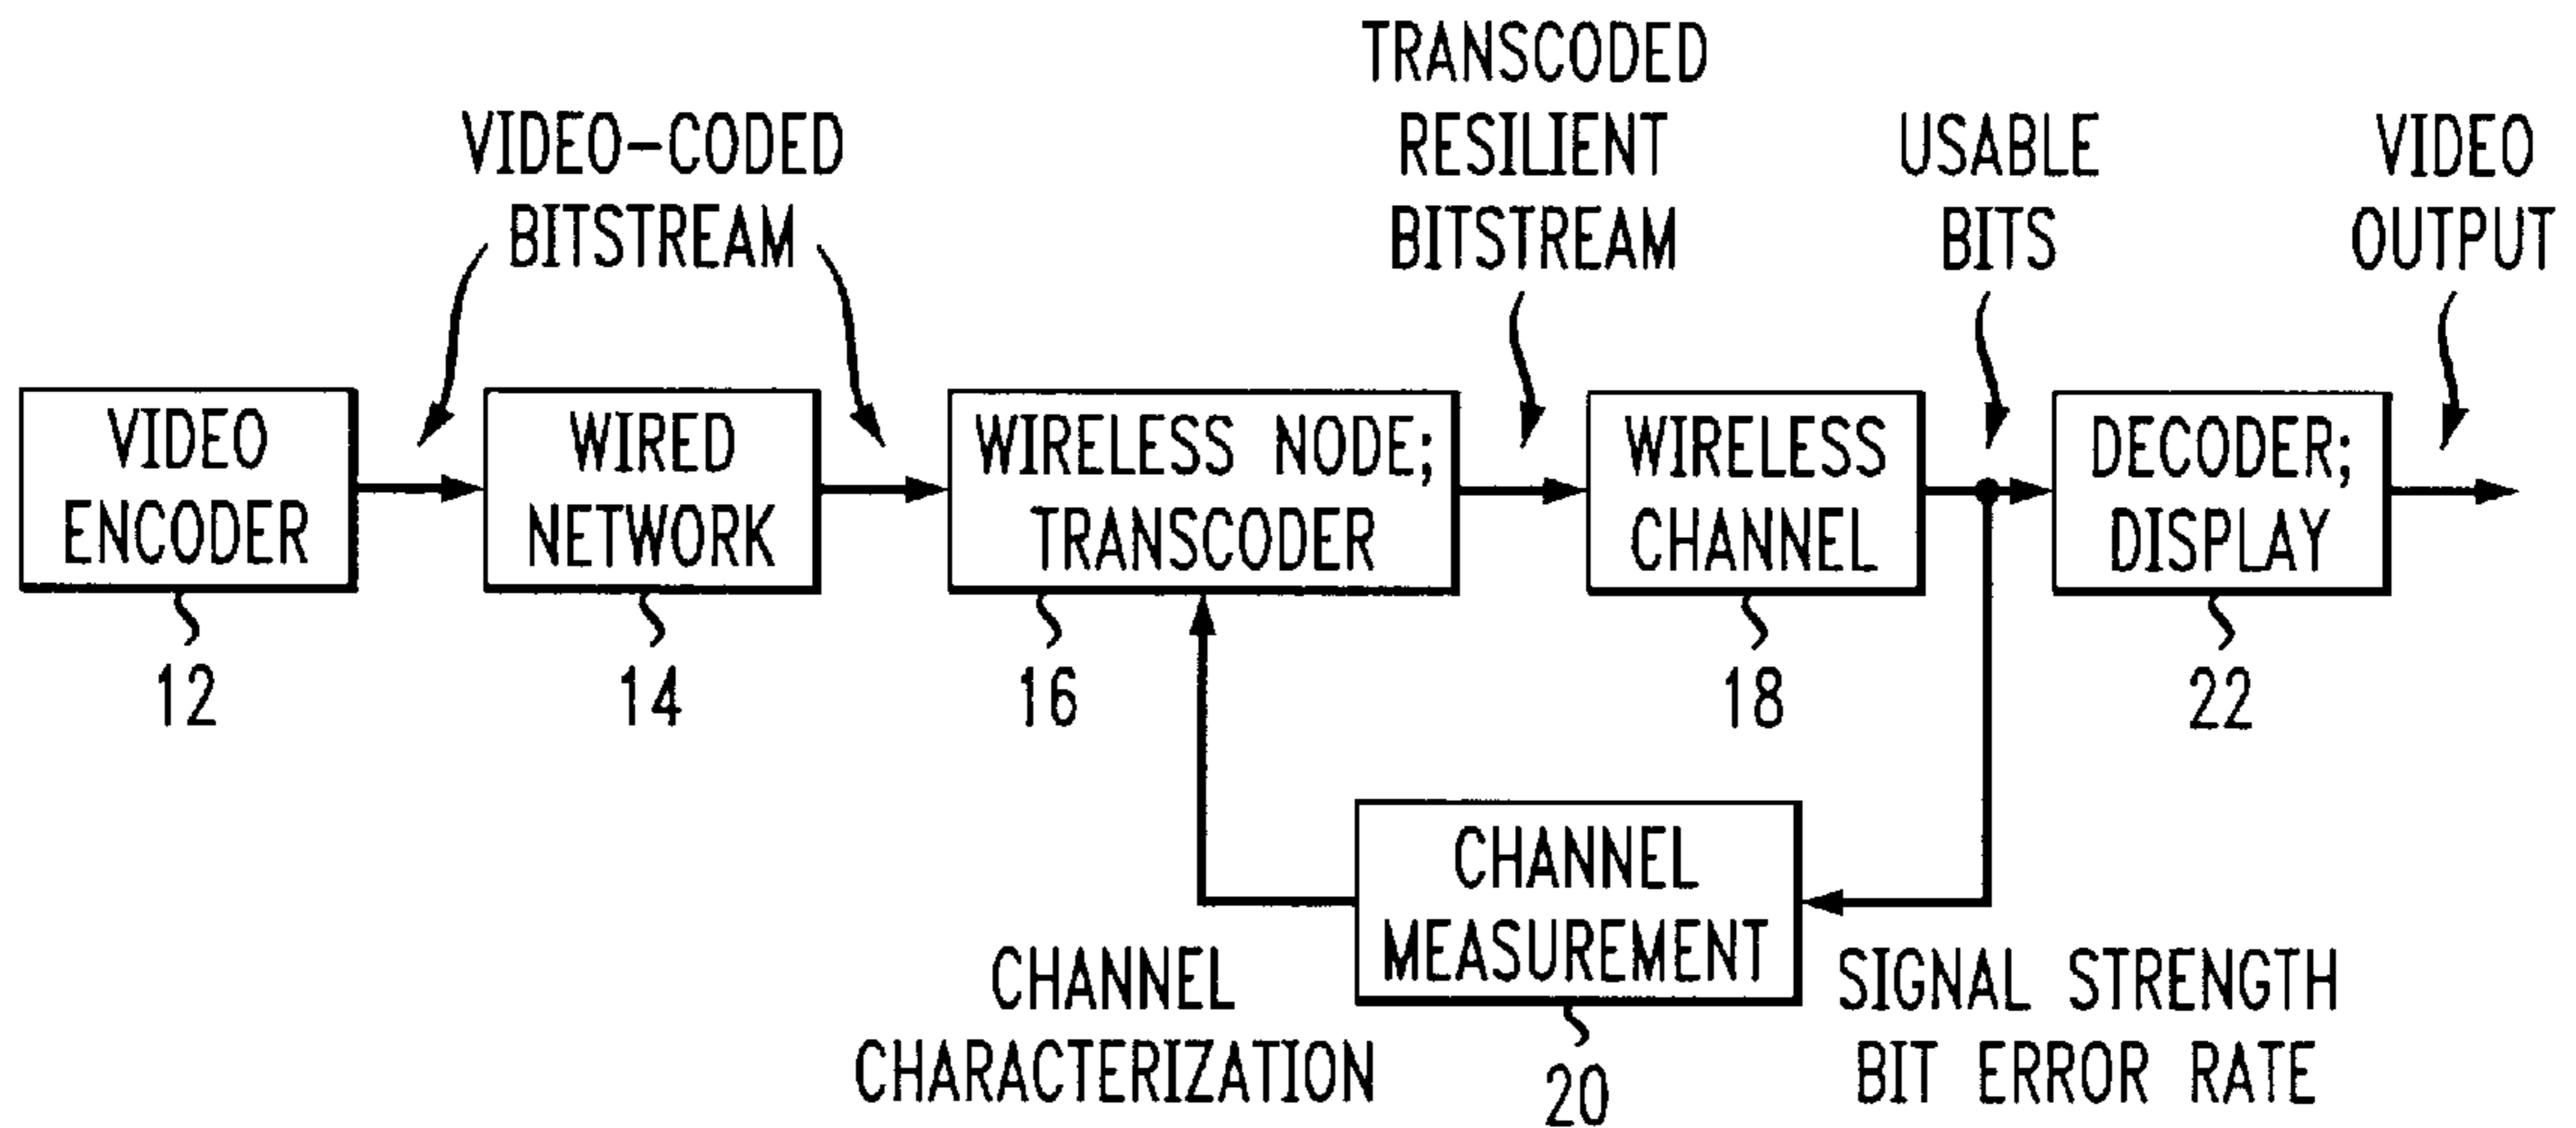 VIDEO-CODED
BITSTREAM
TRANSCODED
RESILIENT
BITSTREAM
USABLE
BITS
VIDEO
OUTPUT
VIDEO
ENCODER
WIRED
NETWORK
WIRELESS NODE;
TRANSCODER
WIRELESS
CHANNEL
DECODER;
DISPLAY
12
14
16
18
22
CHANNEL
MEASUREMENT
CHANNEL
CHARACTERIZATION
SIGNAL STRENGTH
BIT ERROR RATE
20